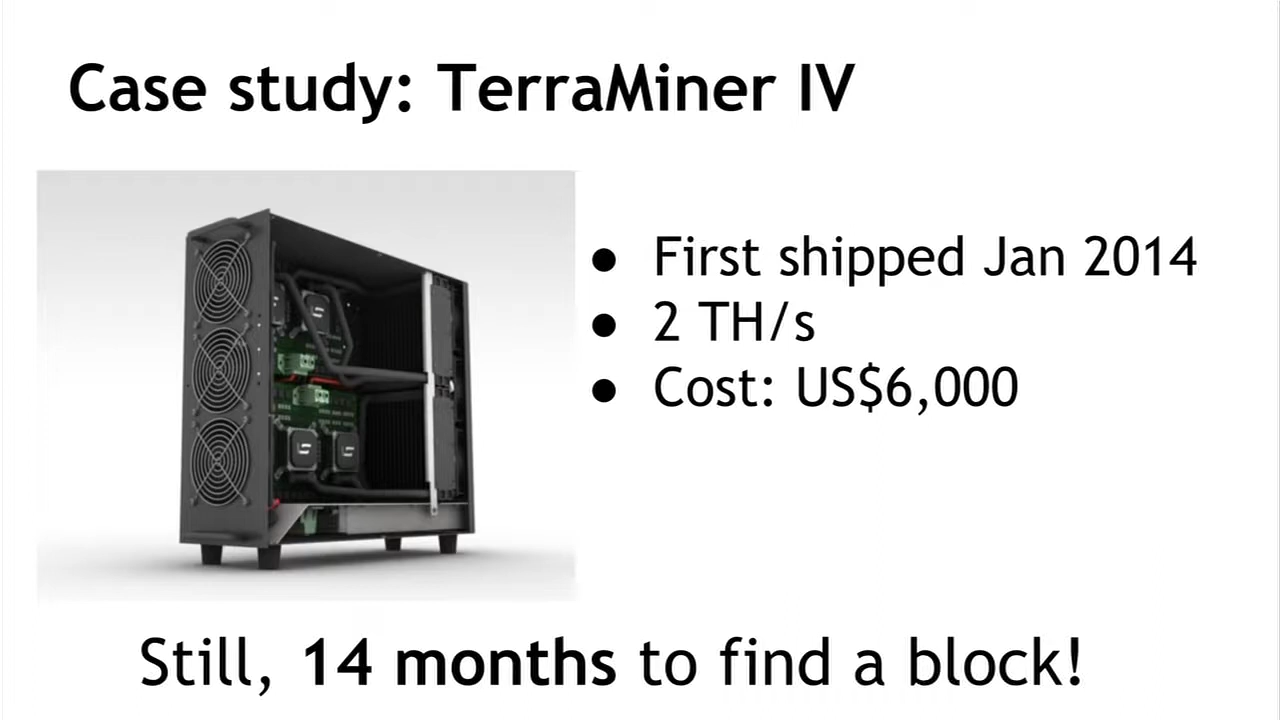 Case study: TerraMiner IV
● First shipped Jan 2014
● 2 TH/s
● Cost: US$6,000
Still, 14 months to find a block!